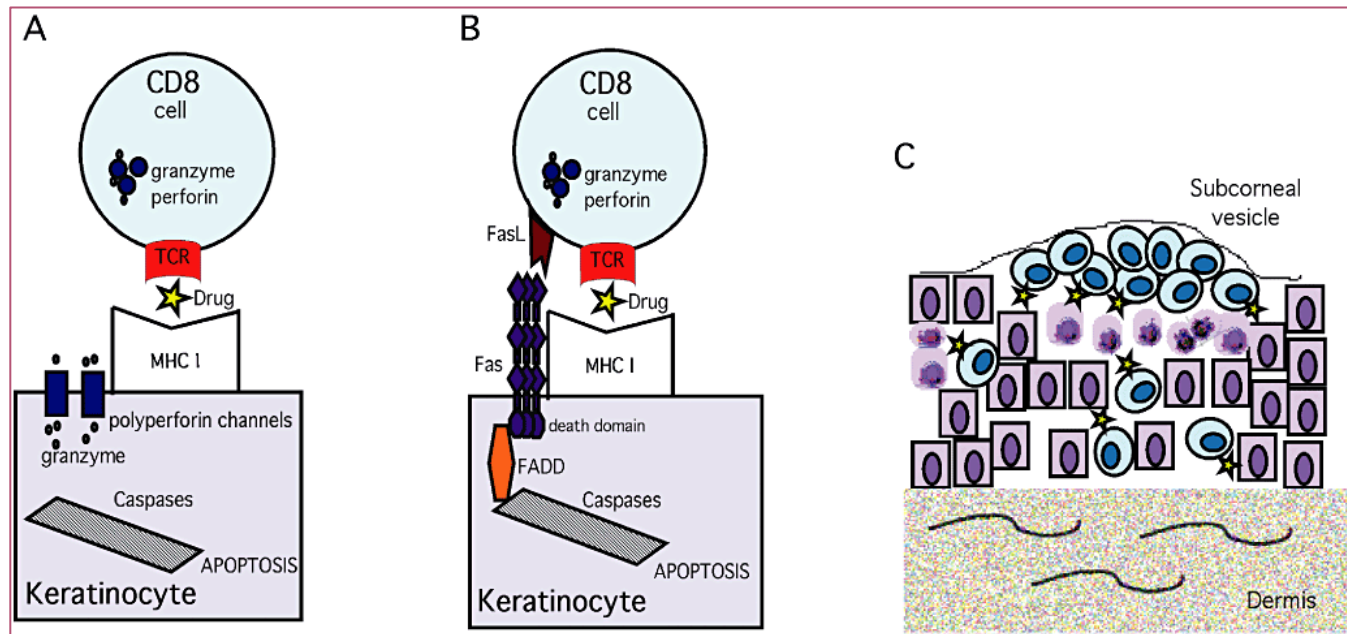 A
CD8
cell
granzyme
perforin
TCR
Drug
MHC I
polyperforin channels
granzyme
Caspases
APOPTOSIS
Keratinocyte
B
CD8
cell
granzyme
perforin
FasL
TCR
Drug
Fas
MHC I
death domain
FADD
Caspases
APOPTOSIS
Keratinocyte
C
Subcorneal
vesicle
Dermis